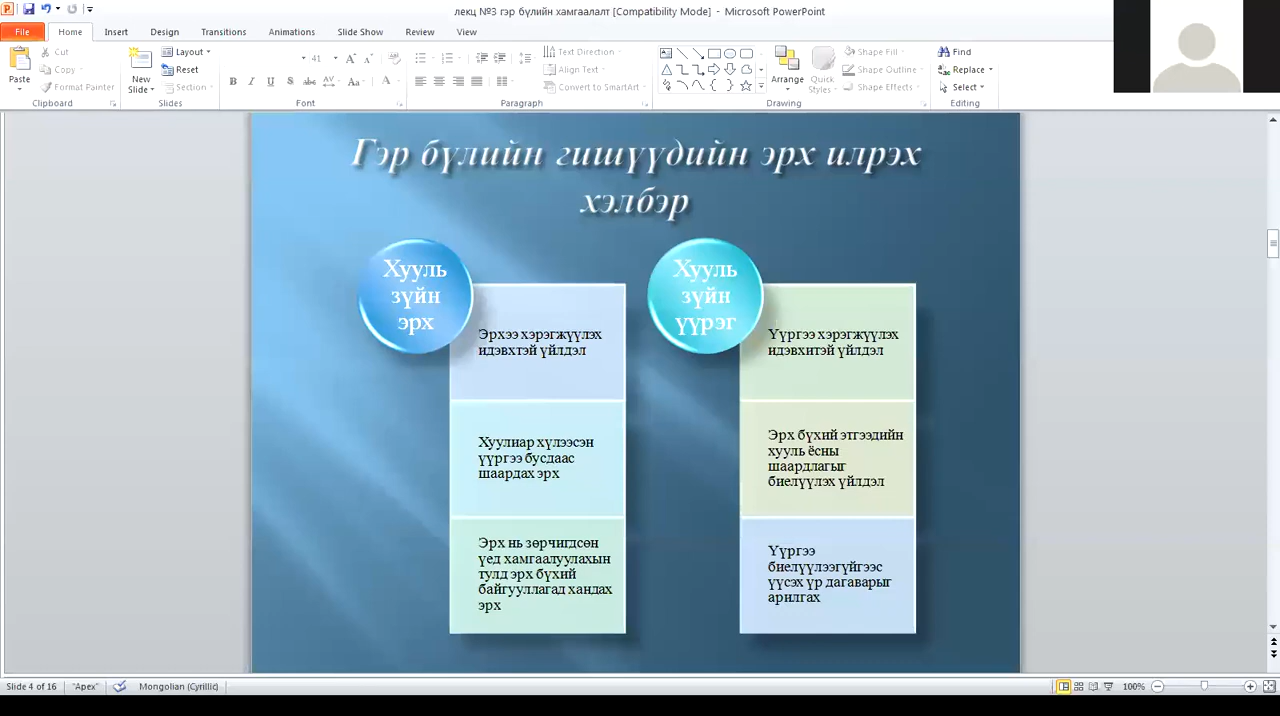 лекц №3 гэр бүлийн хамгаалалт [Compatibility Mode] - Microsoft PowerPoint
File Home Insert Design Transitions Animations Slide Show Review View
Cut
Copy
Format Painter
Paste
Clipboard
New
Slide
Layout
Reset
Section
Slides
41
B I U S abc AV Aa A
Font
Text Direction
Align Text
Convert to SmartArt
Paragraph
Arrange
Quick
Styles
Shape Fill
Shape Outline
Shape Effects
Drawing
Find
Replace
Select
Editing
Гэр бүлийн гишүүдийн эрх илрэх
хэлбэр
Хууль
зүйн
эрх
Эрхээ хэрэгжүүлэх
идэвхтэй үйлдэл
Хуулиар хүлээсэн
үүргээ бусдаас
шаардах эрх
Эрх нь зөрчигдсөн
үед хамгаалуулахын
тулд эрх бүхий
байгууллагад хандах
эрх
Хууль
зүйн
үүрэг
Үүргээ хэрэгжүүлэх
идэвхитэй үйлдэл
Эрх бүхий этгээдийн
хууль ёсны
шаардлагыг
биелүүлэх үйлдэл
Үүргээ
биелүүлээгүйгээс
үүсэх үр дагаварыг
арилгах
Slide 4 of 16 "Apex" Mongolian (Cyrillic) 100%